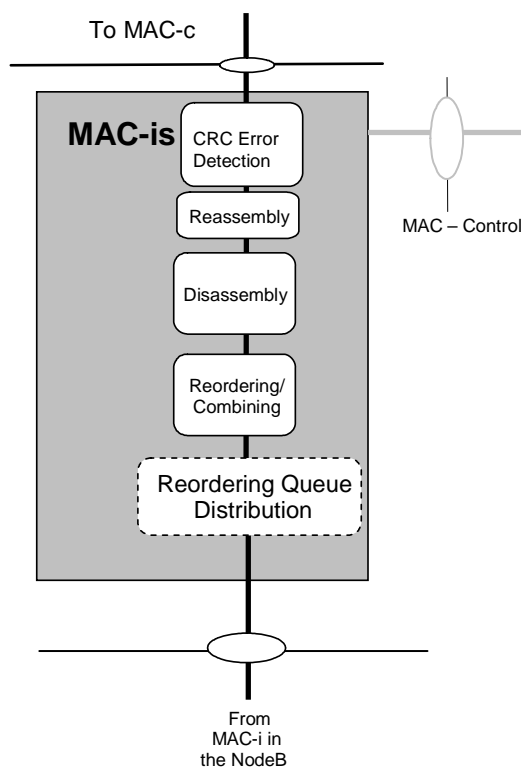 To MAC-c
MAC-is
CRC Error
Detection
Reassembly
MAC – Control
Disassembly
Reordering/
Combining
Reordering Queue
Distribution
From
MAC-i in
the NodeB